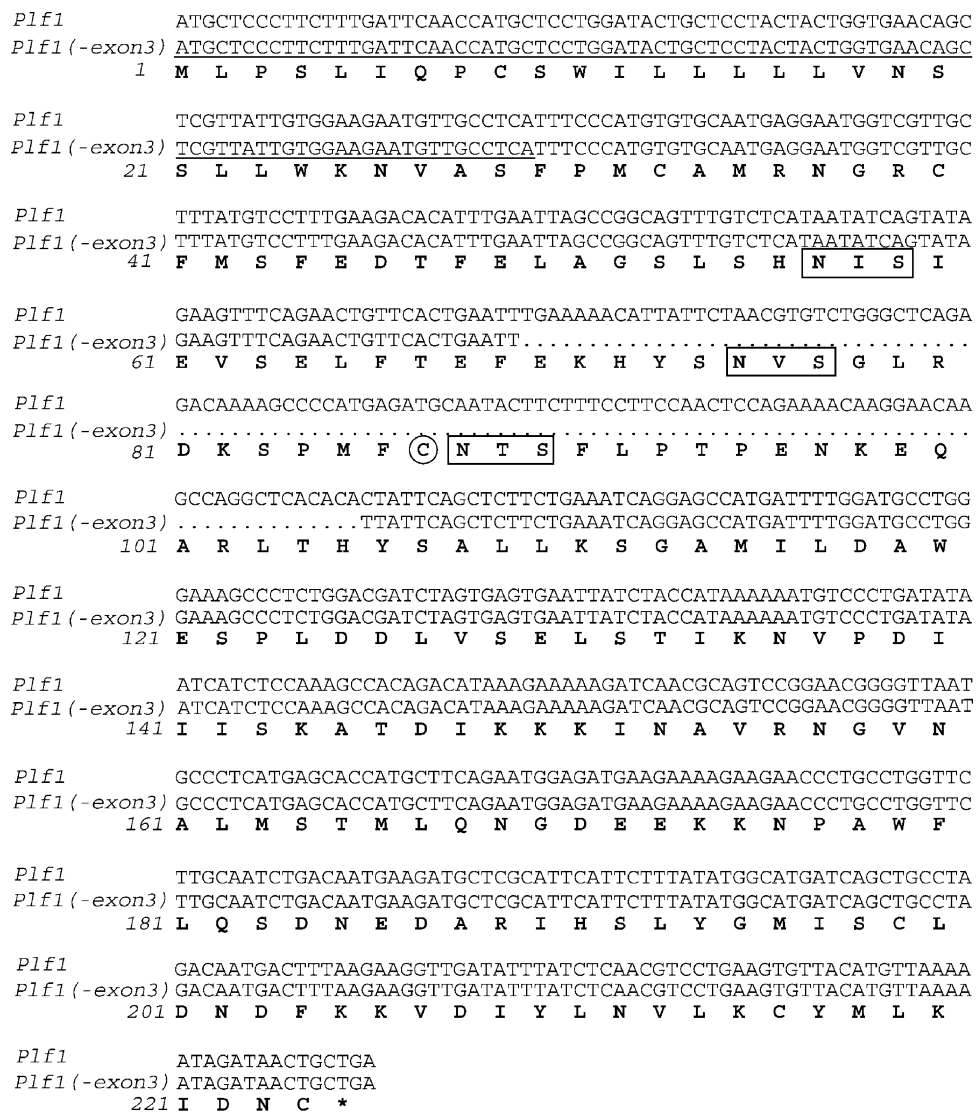 Plf1 ATGCTCCCTTCTTTGATTCAACCATGCTCCTGGATACTGCTCCTACTACTGGTGAACAGC
Plf1(-exon3) ATGCTCCCTTCTTTGATTCAACCATGCTCCTGGATACTGCTCCTACTACTGGTGAACAGC
1 M L P S L I Q P C S W I L L L L L V N S
Plf1 TCGTTATTGTGGAAGAATGTTGCCTCATTTCCCATGTGTGCAATGAGGAATGGTCGTTGC
Plf1(-exon3) TCGTTATTGTGGAAGAATGTTGCCTCATTTCCCATGTGTGCAATGAGGAATGGTCGTTGC
21 S L L W K N V A S F P M C A M R N G R C
Plf1 TTTATGTCCTTTGAAGACACATTTGAATTAGCCGGCAGTTTGTCTCATAATATCAGTATA
Plf1(-exon3) TTTATGTCCTTTGAAGACACATTTGAATTAGCCGGCAGTTTGTCTCATAATATCAGTATA
41 F M S F E D T F E L A G S L S H N I S I
Plf1 GAAGTTTCAGAACTGTTCACTGAATTTGAAAAACATTATTCTAACGTGTCTGGGCTCAGA
Plf1(-exon3) GAAGTTTCAGAACTGTTCACTGAATT..................................
61 E V S E L F T E F E K H Y S N V S G L R
Plf1 GACAAAAGCCCCATGAGATGCAATACTTCTTTCCTTCCAACTCCAGAAAACAAGGAACAA
Plf1(-exon3) ............................................................
81 D K S P M F C N T S F L P T P E N K E Q
Plf1 GCCAGGCTCACACACTATTCAGCTCTTCTGAAATCAGGAGCCATGATTTTGGATGCCTGG
Plf1(-exon3) ..............TTATTCAGCTCTTCTGAAATCAGGAGCCATGATTTTGGATGCCTGG
101 A R L T H Y S A L L K S G A M I L D A W
Plf1 GAAAGCCCTCTGGACGATCTAGTGAGTGAATTATCTACCATAAAAAATGTCCCTGATATA
Plf1(-exon3) GAAAGCCCTCTGGACGATCTAGTGAGTGAATTATCTACCATAAAAAATGTCCCTGATATA
121 E S P L D D L V S E L S T I K N V P D I
Plf1 ATCATCTCCAAAGCCACAGACATAAAGAAAAAGATCAACGCAGTCCGGAACGGGGTTAAT
Plf1(-exon3) ATCATCTCCAAAGCCACAGACATAAAGAAAAAGATCAACGCAGTCCGGAACGGGGTTAAT
141 I I S K A T D I K K K I N A V R N G V N
Plf1 GCCCTCATGAGCACCATGCTTCAGAATGGAGATGAAGAAAAGAAGAACCCTGCCTGGTTC
Plf1(-exon3) GCCCTCATGAGCACCATGCTTCAGAATGGAGATGAAGAAAAGAAGAACCCTGCCTGGTTC
161 A L M S T M L Q N G D E E K K N P A W F
Plf1 TTGCAATCTGACAATGAAGATGCTCGCATTCATTCTTTATATGGCATGATCAGCTGCCTA
Plf1(-exon3) TTGCAATCTGACAATGAAGATGCTCGCATTCATTCTTTATATGGCATGATCAGCTGCCTA
181 L Q S D N E D A R I H S L Y G M I S C L
Plf1 GACAATGACTTTAAGAAGGTTGATATTTATCTCAACGTCCTGAAGTGTTACATGTTAAAA
Plf1(-exon3) GACAATGACTTTAAGAAGGTTGATATTTATCTCAACGTCCTGAAGTGTTACATGTTAAAA
201 D N D F K K V D I Y L N V L K C Y M L K
Plf1 ATAGATAACTGCTGA
Plf1(-exon3) ATAGATAACTGCTGA
221 I D N C *